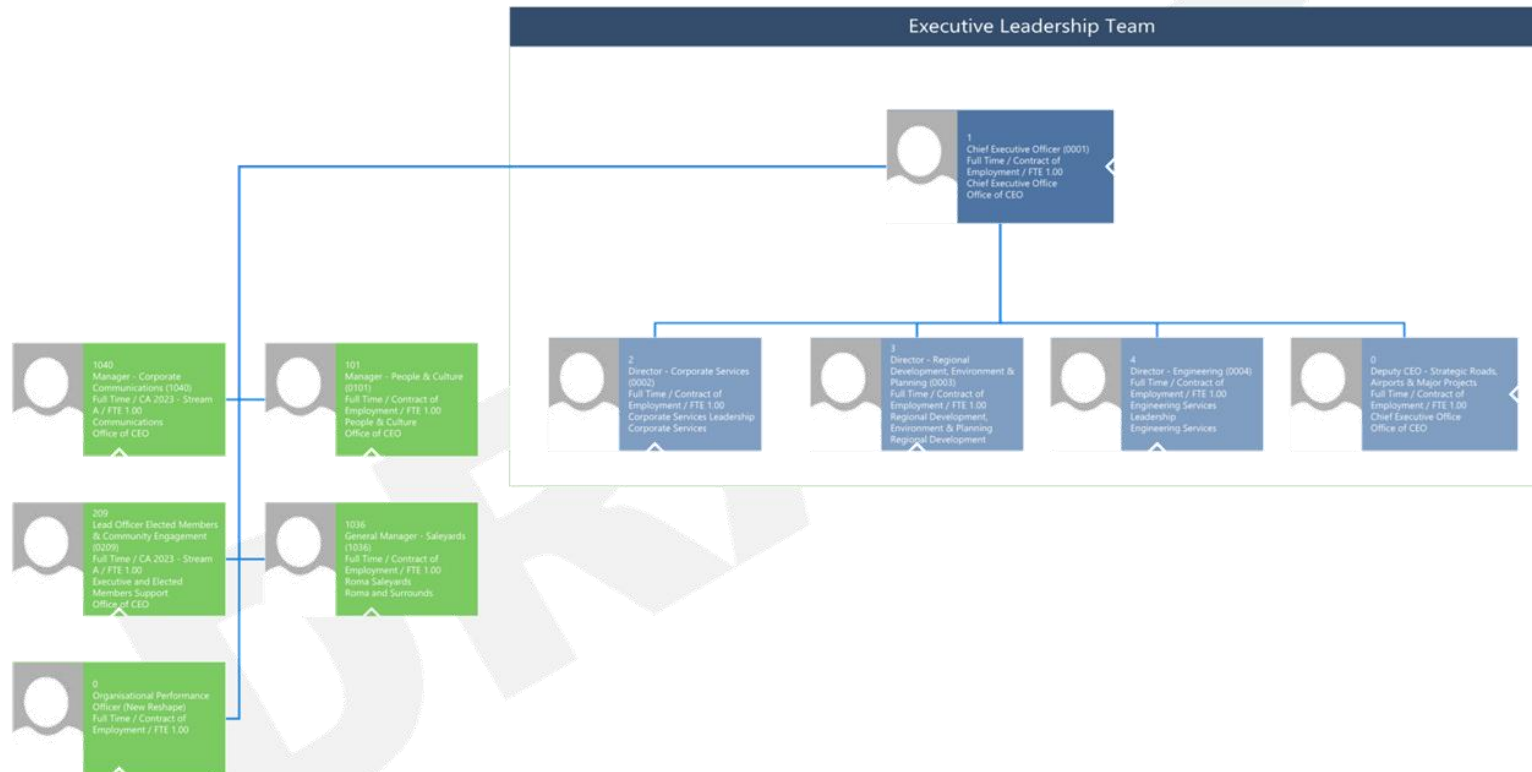 Executive Leadership Team
1
Chief Executive Officer (0001)
Full Time / Contract of
Employment / FTE 1.00
Chief Executive Office
Office of CEO
2
Director - Corporate Services
(0002)
Full Time / Contract of
Employment / FTE 1.00
Corporate Services Leadership
Corporate Services
3
Director - Regional
Development, Environment &
Planning (0003)
Full Time / Contract of
Employment / FTE 1.00
Regional Development,
Environment & Planning
Regional Development
4
Director - Engineering (0004)
Full Time / Contract of
Employment / FTE 1.00
Engineering Services
Leadership
Engineering Services
0
Deputy CEO - Strategic Roads,
Airports & Major Projects
Full Time / Contract of
Employment / FTE 1.00
Chief Executive Office
Office of CEO
1040
Manager - Corporate
Communications (1040)
Full Time / CA 2023 - Stream
A / FTE 1.00
Communications
Office of CEO
101
Manager - People & Culture
(0101)
Full Time / Contract of
Employment / FTE 1.00
People & Culture
Office of CEO
209
Lead Officer Elected Members
& Community Engagement
(0209)
Full Time / CA 2023 - Stream
A / FTE 1.00
Executive and Elected
Members Support
Office of CEO
1036
General Manager - Saleyards
(1036)
Full Time / Contract of
Employment / FTE 1.00
Roma Saleyards
Roma and Surrounds
0
Organisational Performance
Officer (New Reshape)
Full Time / Contract of
Employment / FTE 1.00